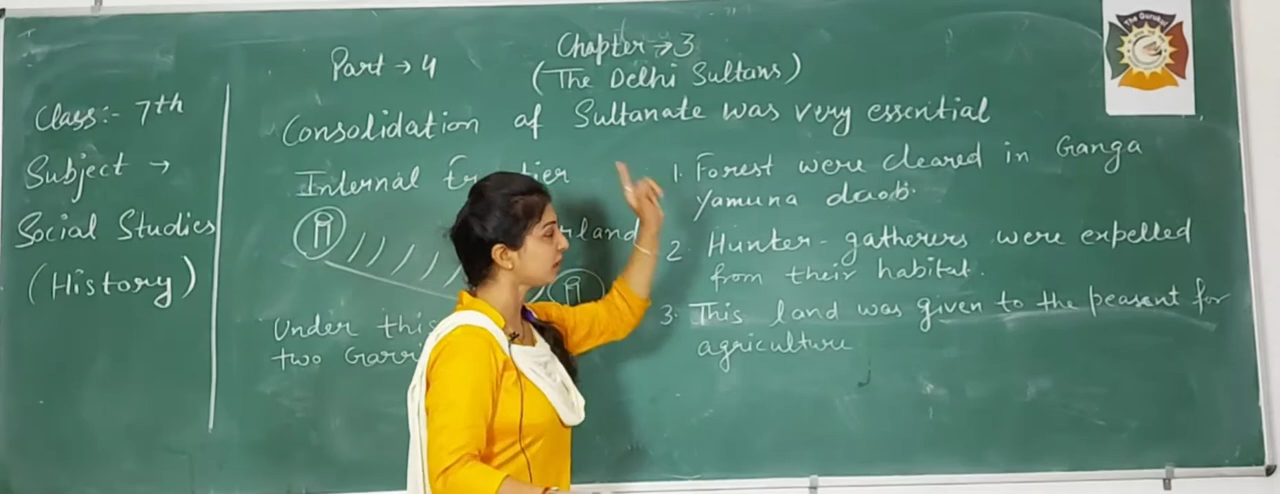 Class:- 7th
Subject →
Social Studies
(History)
Part → 4
Chapter → 3
(The Delhi Sultans)
Consolidation of Sultanate was very essential
Internal
Under this
two
1. Forest were cleared in Ganga
Yamuna doab.
2. Hunter-gatherers were expelled
from their habitat.
3. This land was given to the peasent for
agriculture
The Gurukul